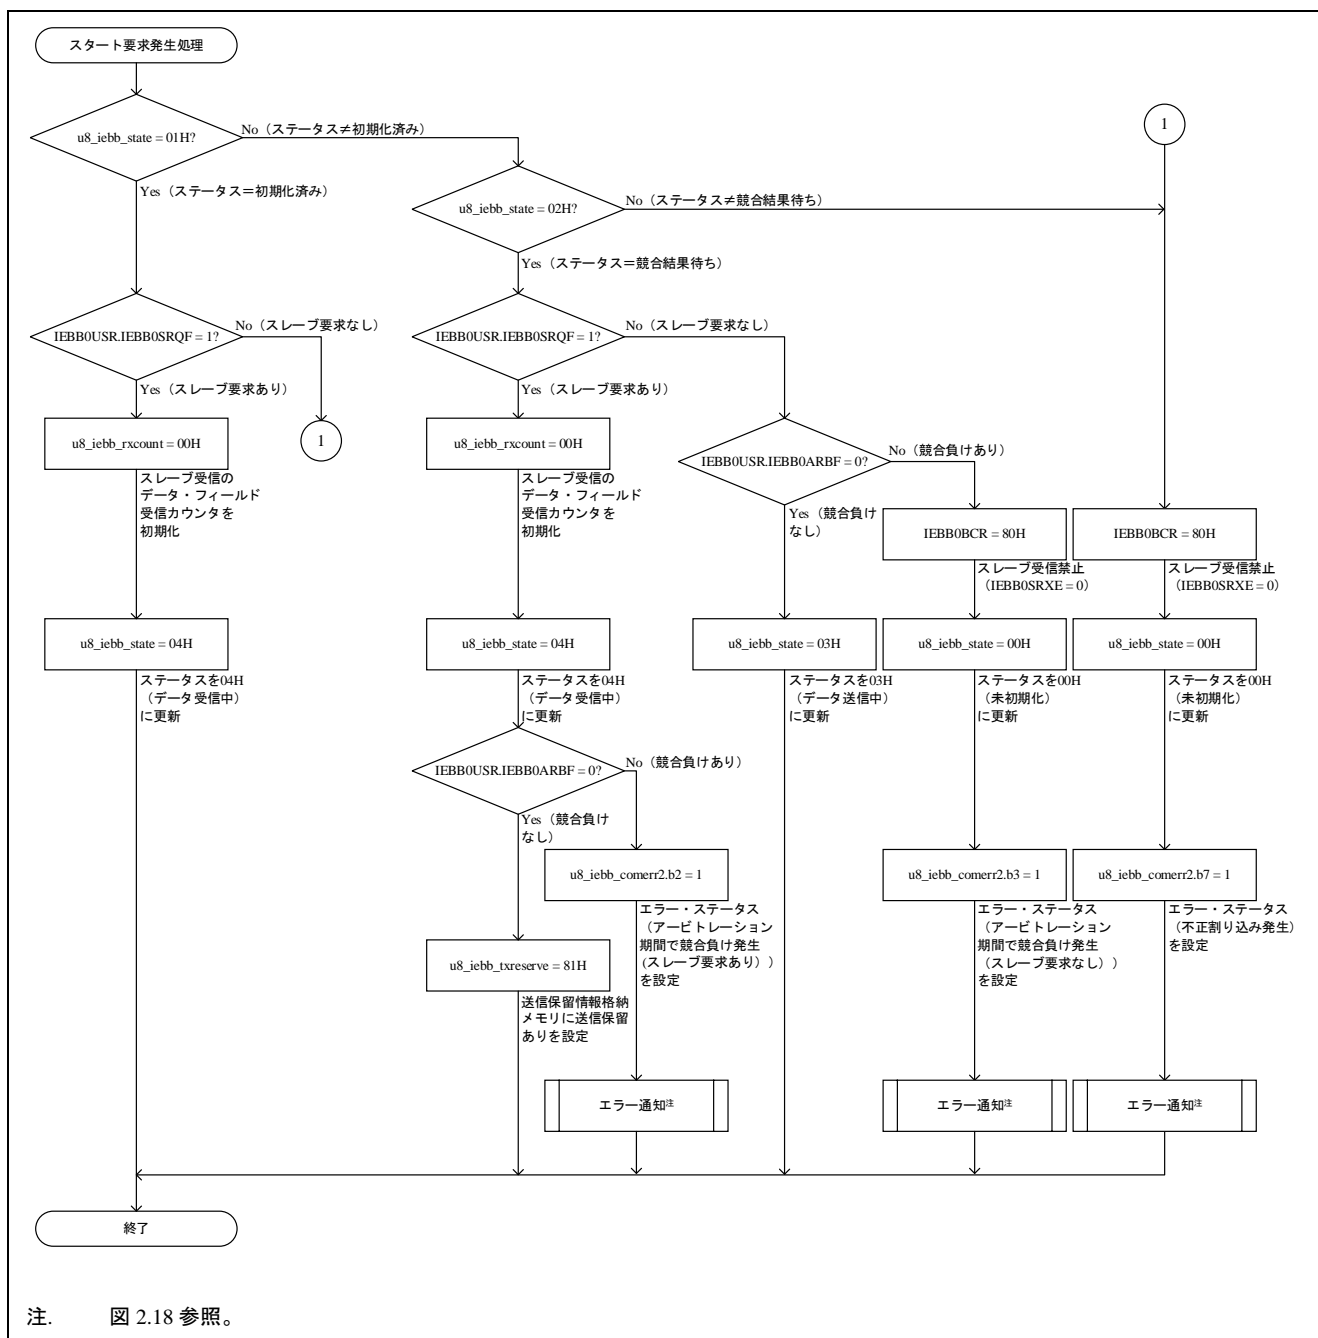 スタート要求発生処理
u8_iebb_state = 01H?
No（ステータス≠初期化済み）
Yes（ステータス＝初期化済み）
1
u8_iebb_state = 02H?
No（ステータス≠競合結果待ち）
Yes（ステータス＝競合結果待ち）
IEBB0USR.IEBB0SRQF = 1?
No（スレーブ要求なし）
Yes（スレーブ要求あり）
IEBB0USR.IEBB0SRQF = 1?
No（スレーブ要求なし）
Yes（スレーブ要求あり）
u8_iebb_rxcount = 00H
スレーブ受信の
データ・フィールド
受信カウンタを
初期化
1
u8_iebb_rxcount = 00H
スレーブ受信の
データ・フィールド
受信カウンタを
初期化
IEBB0USR.IEBB0ARBF = 0?
No（競合負けあり）
Yes（競合負け
なし）
IEBB0BCR = 80H
スレーブ受信禁止
（IEBB0SRXE = 0）
IEBB0BCR = 80H
スレーブ受信禁止
（IEBB0SRXE = 0）
u8_iebb_state = 04H
ステータスを04H
（データ受信中）
に更新
u8_iebb_state = 04H
ステータスを04H
（データ受信中）
に更新
u8_iebb_state = 03H
ステータスを03H
（データ送信中）
に更新
u8_iebb_state = 00H
ステータスを00H
（未初期化）
に更新
u8_iebb_state = 00H
ステータスを00H
（未初期化）
に更新
IEBB0USR.IEBB0ARBF = 0?
No（競合負けあり）
Yes（競合負け
なし）
u8_iebb_comerr2.b2 = 1
エラー・ステータス
（アービトレーション
期間で競合負け発生
(スレーブ要求あり））
を設定
u8_iebb_comerr2.b3 = 1
エラー・ステータス
（アービトレーション
期間で競合負け発生
（スレーブ要求なし））
を設定
u8_iebb_comerr2.b7 = 1
エラー・ステータス
（不正割り込み発生）
を設定
u8_iebb_txreserve = 81H
送信保留情報格納
メモリに送信保留
ありを設定
エラー通知注
エラー通知注
エラー通知注
終了
注. 図 2.18 参照。